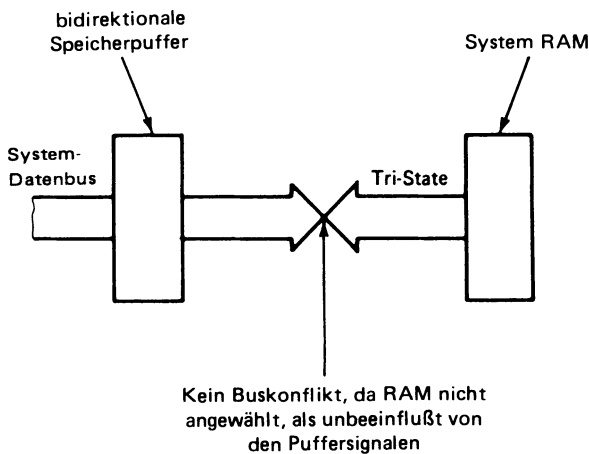 bidirektionale
Speicherpuffer
System RAM
System-
Datenbus
Tri-State
Kein Buskonflikt, da RAM nicht
angewählt, als unbeeinflußt von
den Puffersignalen